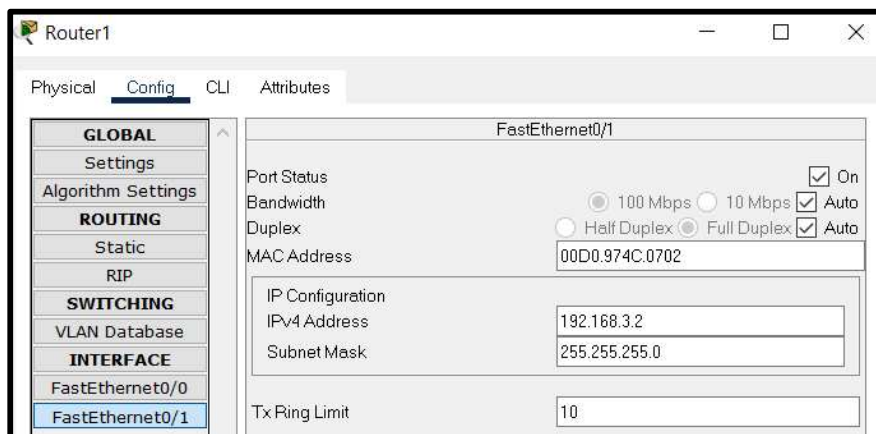 Router1
Physical Config CLI Attributes
GLOBAL
Settings
Algorithm Settings
ROUTING
Static
RIP
SWITCHING
VLAN Database
INTERFACE
FastEthernet0/0
FastEthernet0/1
FastEthernet0/1
Port Status On
Bandwidth 100 Mbps 10 Mbps Auto
Duplex Half Duplex Full Duplex Auto
MAC Address 00D0.974C.0702
IP Configuration
IPv4 Address 192.168.3.2
Subnet Mask 255.255.255.0
Tx Ring Limit 10